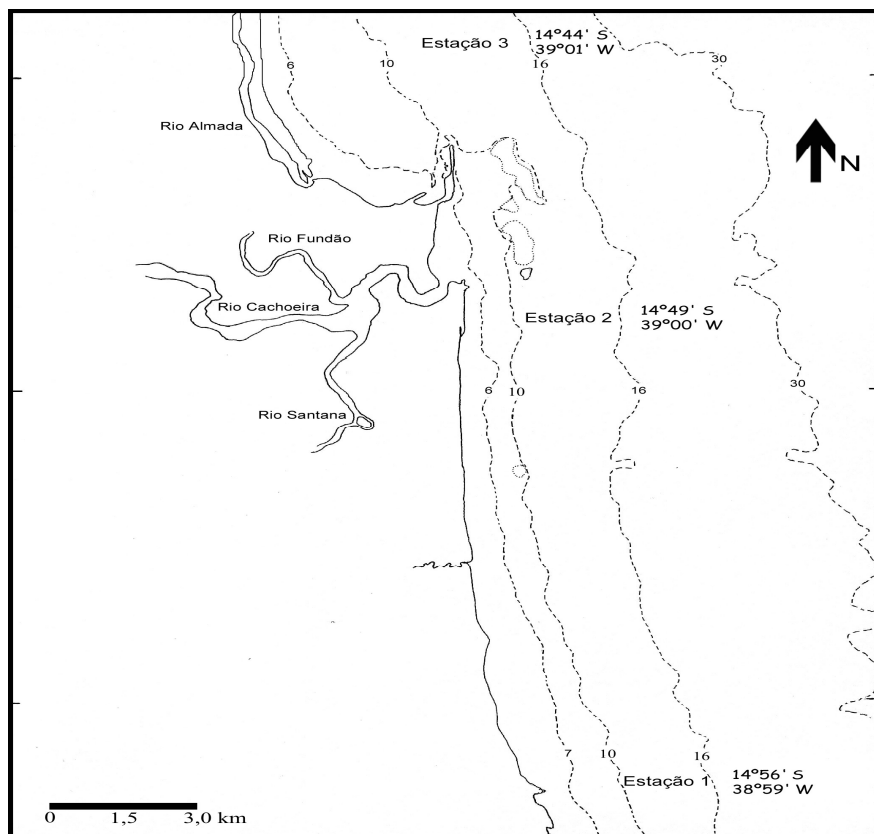 Estação 3
14°44' S
39°01' W
6
10
16
30
Rio Almada
N
Rio Fundão
Rio Cachoeira
Estação 2
14°49' S
39°00' W
6
10
16
30
Rio Santana
7
10
16
Estação 1
14°56' S
38°59' W
0 1,5 3,0 km